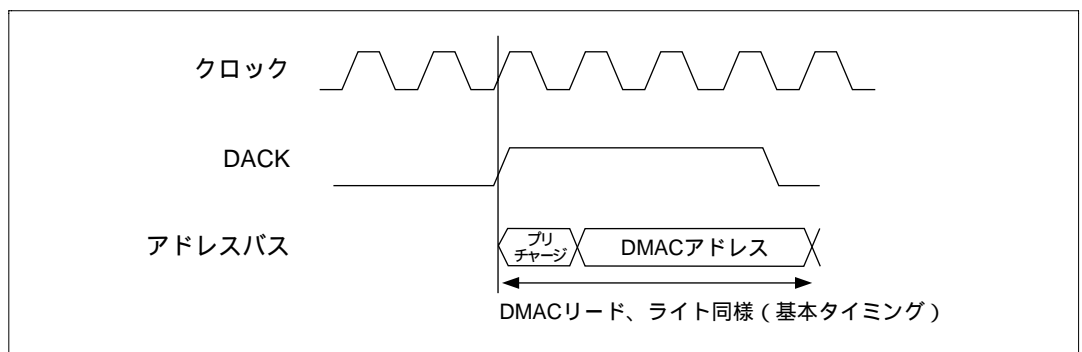 クロック
DACK
アドレスバス
プリ
チャージ
DMACアドレス
DMACリード、ライト同様（基本タイミング）